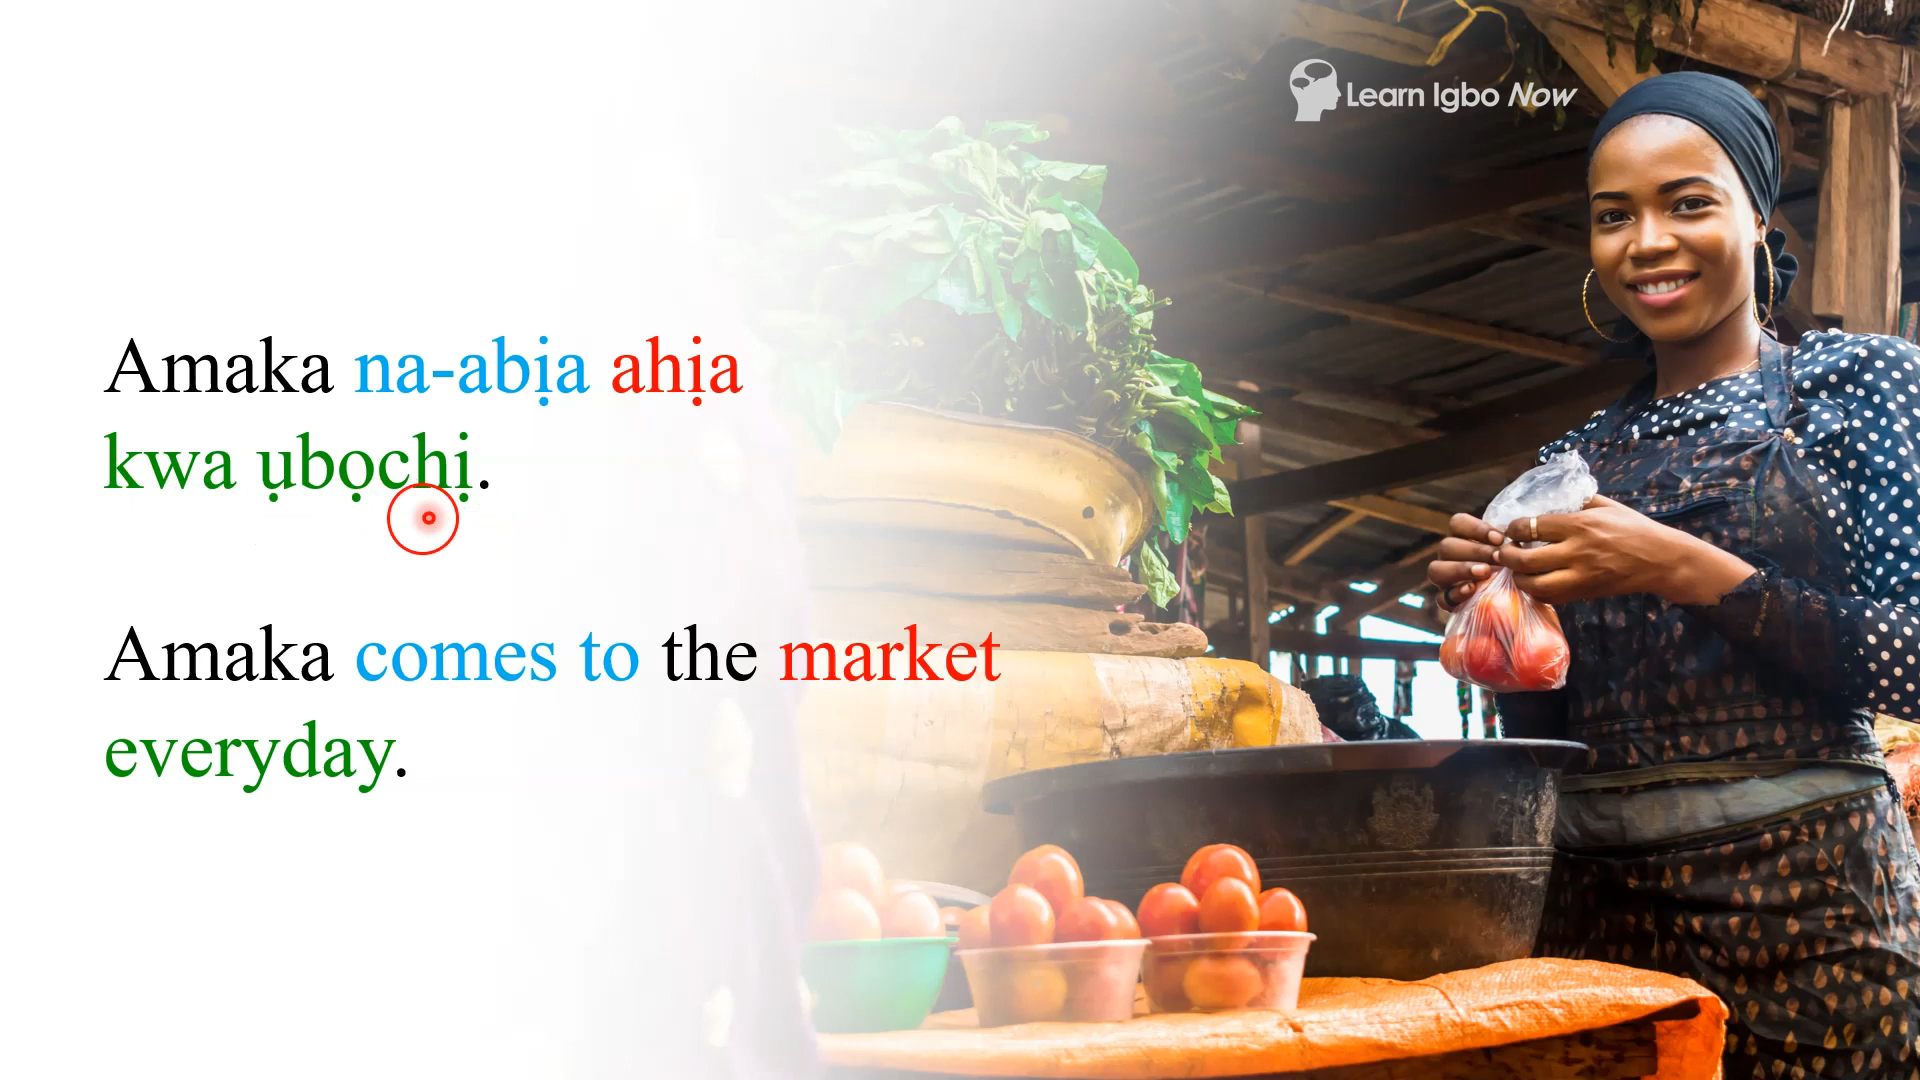 Learn Igbo Now
Amaka na-abịa ahịa
kwa ụbọchị.
Amaka comes to the market
everyday.